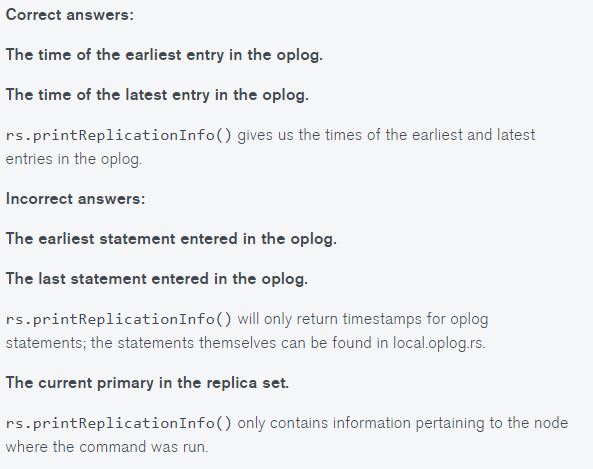 Correct answers:
The time of the earliest entry in the oplog.
The time of the latest entry in the oplog.
rs.printReplicationInfo() gives us the times of the earliest and latest
entries in the oplog.
Incorrect answers:
The earliest statement entered in the oplog.
The last statement entered in the oplog.
rs.printReplicationInfo() will only return timestamps for oplog
statements; the statements themselves can be found in local.oplog.rs.
The current primary in the replica set.
rs.printReplicationInfo() only contains information pertaining to the node
where the command was run.